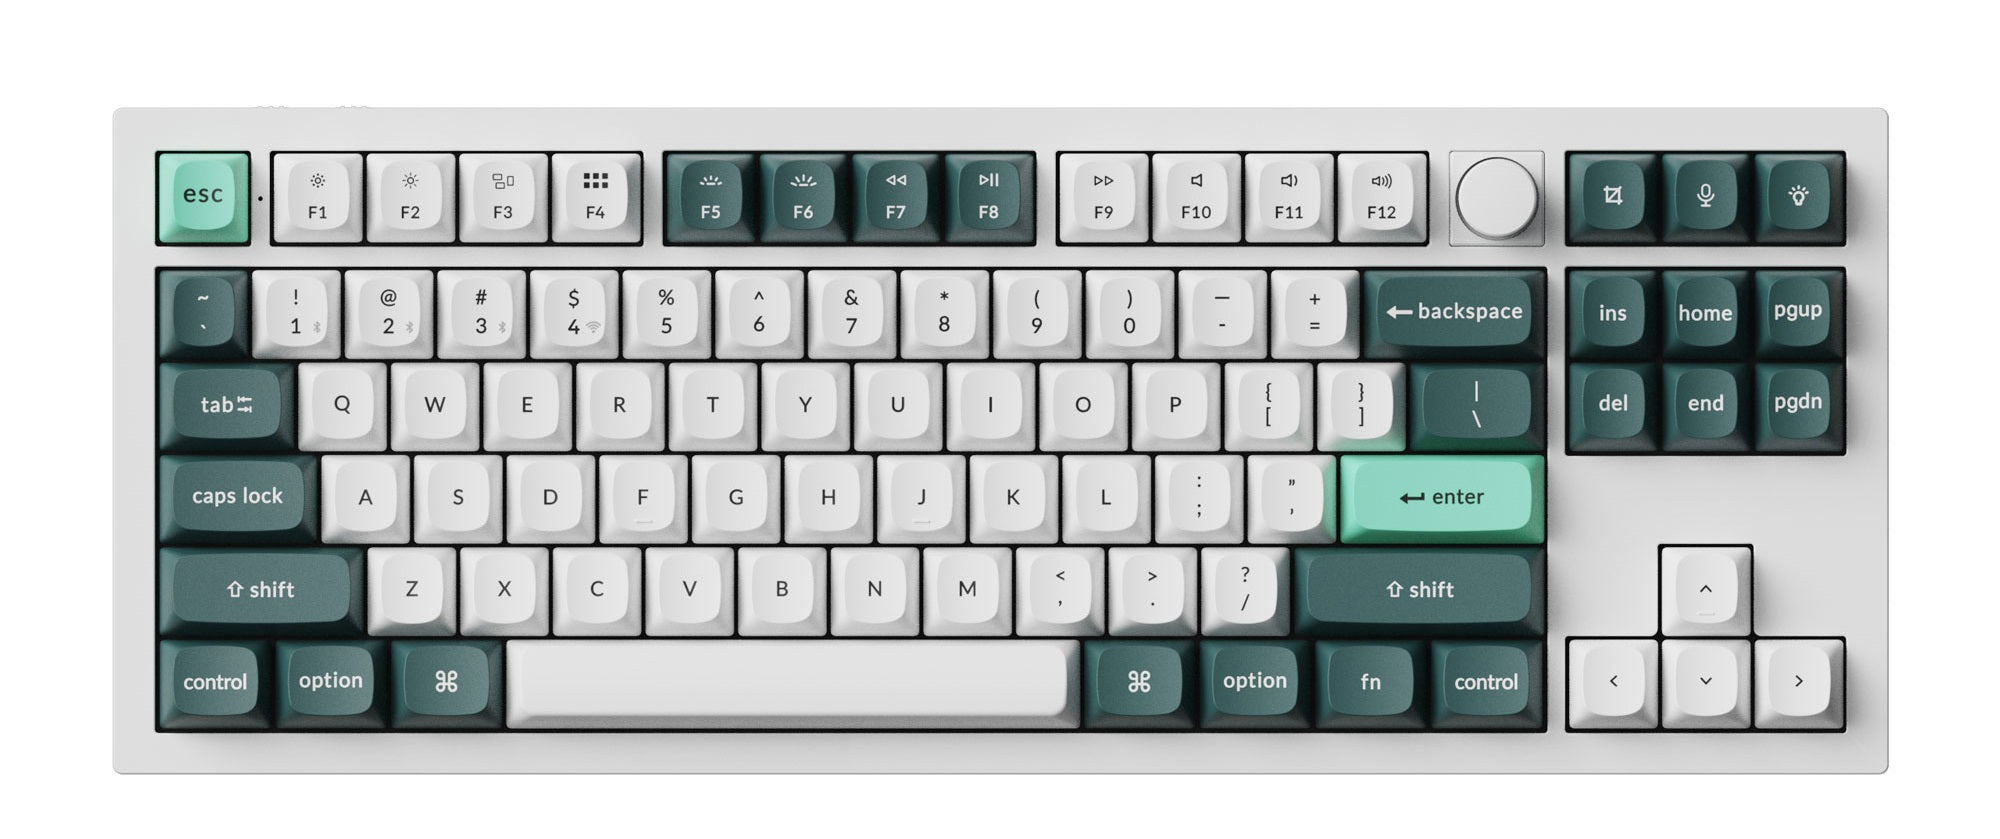 esc F1 F2 F3 F4 F5 F6 F7 F8 F9 F10 F11 F12
~ ! @ # $ % ^ & * ( ) — + ← backspace ins home pgup
` 1 2 3 4 5 6 7 8 9 0 - =
tab Q W E R T Y U I O P { } | del end pgdn
[ ] \
caps lock A S D F G H J K L : " ↵ enter
; '
⇧ shift Z X C V B N M < > ? ⇧ shift ^
, . /
control option ⌘ ⌘ option fn control < ⌄ >